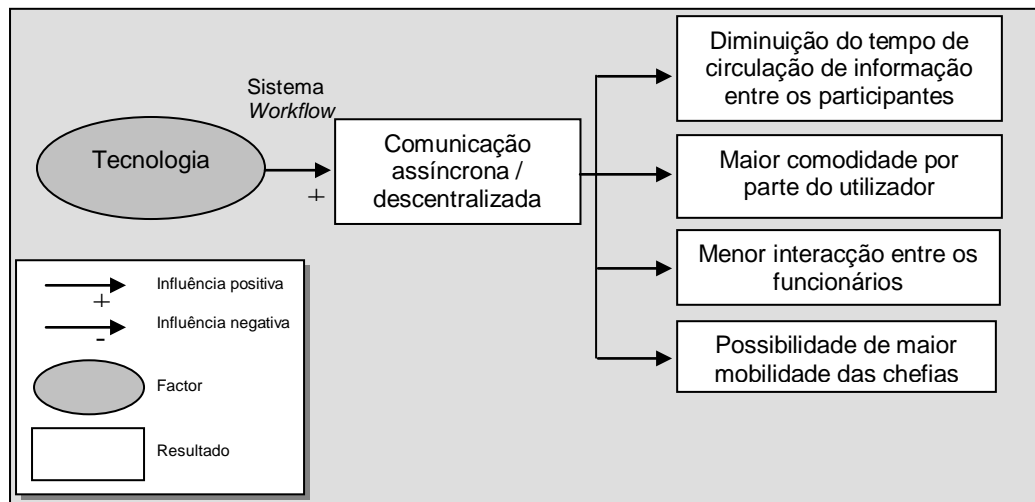 Sistema
Workflow
Tecnologia
+
Comunicação
assíncrona /
descentralizada
Diminuição do tempo de
circulação de informação
entre os participantes
Maior comodidade por
parte do utilizador
Menor interacção entre os
funcionários
Possibilidade de maior
mobilidade das chefias
+
Influência positiva
-
Influência negativa
Factor
Resultado